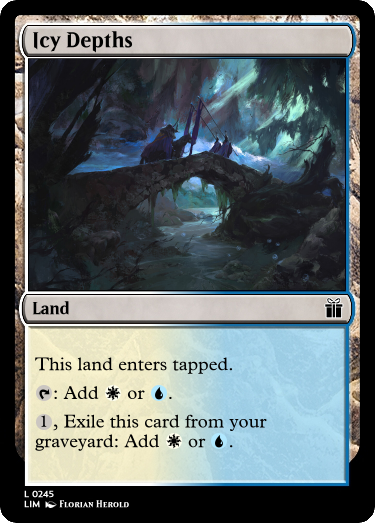 Icy Depths
Land
This land enters tapped.
: Add or .
1, Exile this card from your
graveyard: Add or .
L 0245
LIM Florian Herold